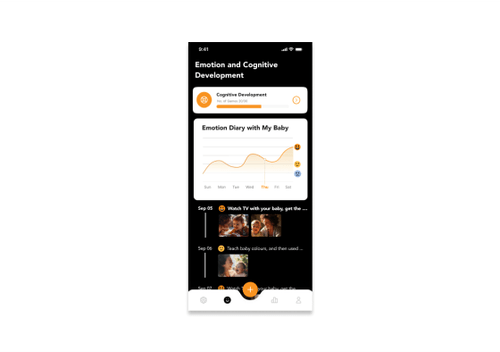 9:41
Emotion and Cognitive
Development
Cognitive Development
Emotion Diary with My Baby
Sun Mon Tue Wed Thu Fri Sat
Sep 05 Watch TV with your baby, get the ...
Sep 06 Teach baby colours, and then used ...
Sep 07 Watch your baby, get the ...